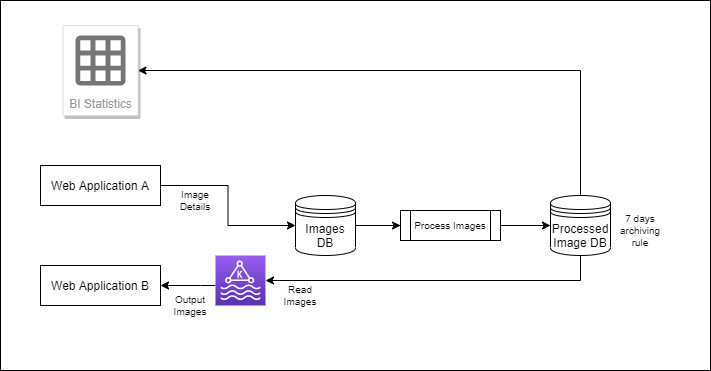 BI Statistics
Web Application A
Image
Details
Images
DB
Process Images
Processed
Image DB
7 days
archiving
rule
Web Application B
Output
Images
K
Read
Images